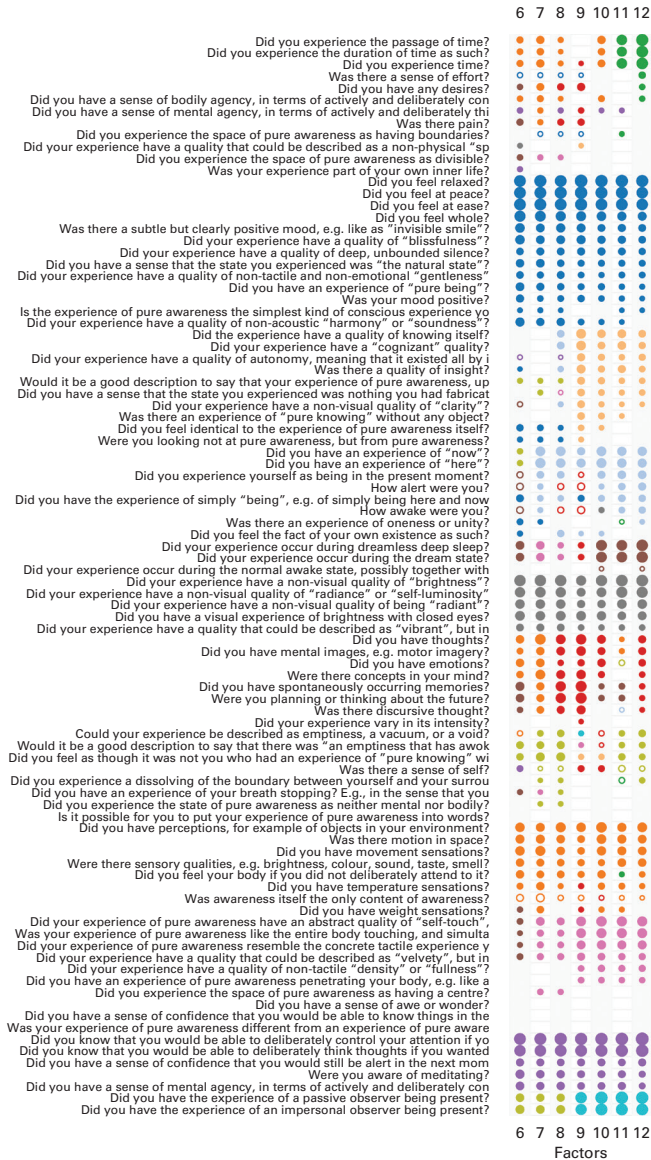 6 7 8 9 10 11 12
Did you experience the passage of time?
Did you experience the duration of time as such?
Did you experience time?
Was there a sense of effort?
Did you have any desires?
Did you have a sense of bodily agency, in terms of actively and deliberately con
Did you have a sense of mental agency, in terms of actively and deliberately thi
Was there pain?
Did you experience the space of pure awareness as having boundaries?
Did your experience have a quality that could be described as a non-physical "sp
Did you experience the space of pure awareness as divisible?
Was your experience part of your own inner life?
Did you feel relaxed?
Did you feel at peace?
Did you feel at ease?
Did you feel whole?
Was there a subtle but clearly positive mood, e.g. like as "invisible smile"?
Did your experience have a quality of "blissfulness"?
Did your experience have a quality of deep, unbounded silence?
Did you have a sense that the state you experienced was "the natural state"?
Did your experience have a quality of non-tactile and non-emotional "gentleness"
Did you have an experience of "pure being"?
Was your mood positive?
Is the experience of pure awareness the simplest kind of conscious experience yo
Did your experience have a quality of non-acoustic "harmony" or "soundness"?
Did the experience have a quality of knowing itself?
Did your experience have a "cognizant" quality?
Did your experience have a quality of autonomy, meaning that it existed all by i
Was there a quality of insight?
Would it be a good description to say that your experience of pure awareness, up
Did you have a sense that the state you experienced was nothing you had fabricat
Did your experience have a non-visual quality of "clarity"?
Was there an experience of "pure knowing" without any object?
Did you feel identical to the experience of pure awareness itself?
Were you looking not at pure awareness, but from pure awareness?
Did you have an experience of "now"?
Did you have an experience of "here"?
Did you experience yourself as being in the present moment?
How alert were you?
Did you have the experience of simply "being", e.g. of simply being here and now
How awake were you?
Was there an experience of oneness or unity?
Did you feel the fact of your own existence as such?
Did your experience occur during dreamless deep sleep?
Did your experience occur during the dream state?
Did your experience occur during the normal awake state, possibly together with
Did your experience have a non-visual quality of "brightness"?
Did your experience have a non-visual quality of "radiance" or "self-luminosity"
Did your experience have a non-visual quality of being "radiant"?
Did you have a visual experience of brightness with closed eyes?
Did your experience have a quality that could be described as "vibrant", but in
Did you have thoughts?
Did you have mental images, e.g. motor imagery?
Did you have emotions?
Were there concepts in your mind?
Did you have spontaneously occurring memories?
Were you planning or thinking about the future?
Was there discursive thought?
Did your experience vary in its intensity?
Could your experience be described as emptiness, a vacuum, or a void?
Would it be a good description to say that there was "an emptiness that has awok
Did you feel as though it was not you who had an experience of "pure knowing" wi
Was there a sense of self?
Did you experience a dissolving of the boundary between yourself and your surrou
Did you have an experience of your breath stopping? E.g., in the sense that you
Did you experience the state of pure awareness as neither mental nor bodily?
Is it possible for you to put your experience of pure awareness into words?
Did you have perceptions, for example of objects in your environment?
Was there motion in space?
Did you have movement sensations?
Were there sensory qualities, e.g. brightness, colour, sound, taste, smell?
Did you feel your body if you did not deliberately attend to it?
Did you have temperature sensations?
Was awareness itself the only content of awareness?
Did you have weight sensations?
Did your experience of pure awareness have an abstract quality of "self-touch",
Was your experience of pure awareness like the entire body touching, and simulta
Did your experience of pure awareness resemble the concrete tactile experience y
Did your experience have a quality that could be described as "velvety", but in
Did your experience have a quality of non-tactile "density" or "fullness"?
Did you have an experience of pure awareness penetrating your body, e.g. like a
Did you experience the space of pure awareness as having a centre?
Did you have a sense of awe or wonder?
Did you have a sense of confidence that you would be able to know things in the
Was your experience of pure awareness different from an experience of pure aware
Did you know that you would be able to deliberately control your attention if yo
Did you know that you would be able to deliberately think thoughts if you wanted
Did you have a sense of confidence that you would still be alert in the next mom
Were you aware of meditating?
Did you have a sense of mental agency, in terms of actively and deliberately con
Did you have the experience of a passive observer being present?
Did you have the experience of an impersonal observer being present?
6 7 8 9 10 11 12
Factors